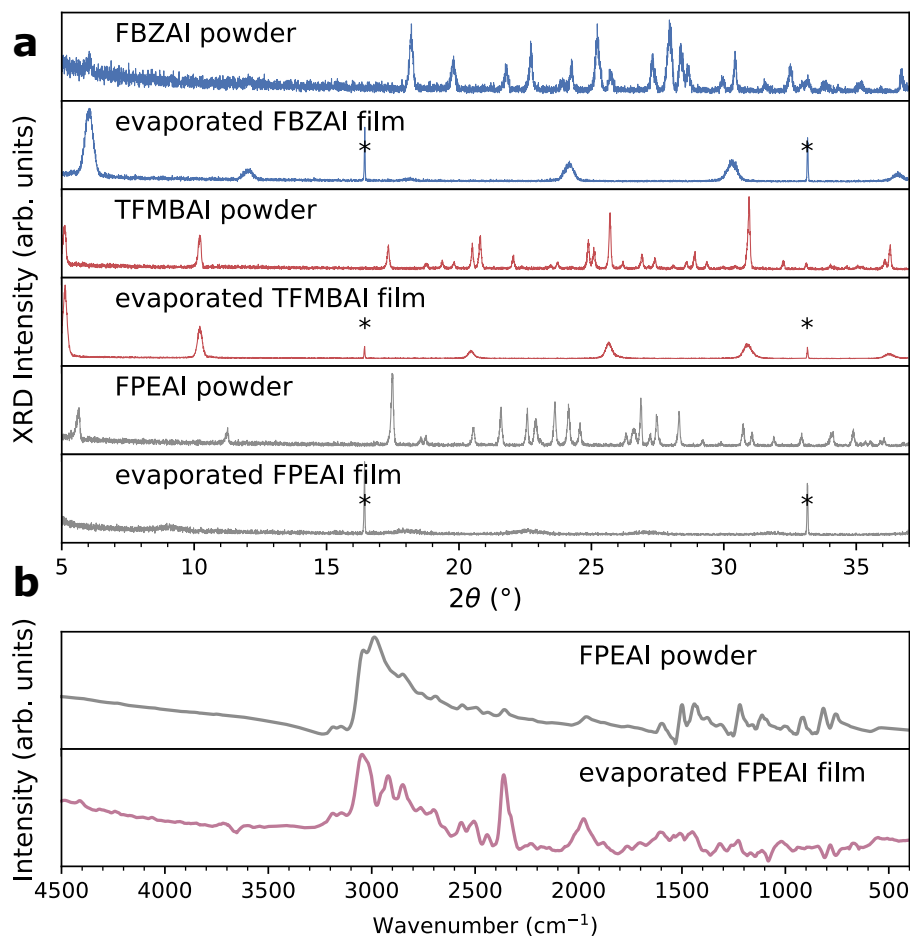 a
FBZAI powder
evaporated FBZAI film
* *
TFMBAI powder
evaporated TFMBAI film
* *
FPEAI powder
evaporated FPEAI film
* *
XRD Intensity (arb. units)
5 10 15 20 25 30 35
2θ (°)
b
FPEAI powder
evaporated FPEAI film
Intensity (arb. units)
4500 4000 3500 3000 2500 2000 1500 1000 500
Wavenumber (cm⁻¹)